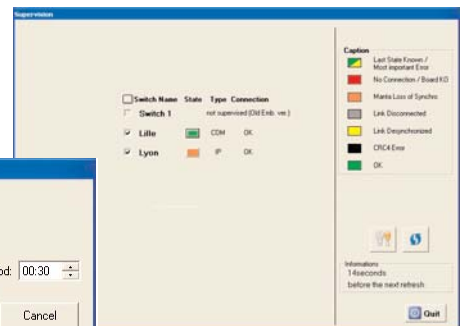 Supervision
Switch Name State Type Connection
Switch 1 not supervised (Old Emb. ver.)
Lille COM OK
Lyon IP OK
Caption
Last State Known /
Most important Error
No Connection / Board KO
Manta Loss of Synchro
Link Disconnected
Link Desynchronized
CRC4 Error
OK
Informations
14seconds
before the next refresh
Quit
od: 00:30
Cancel